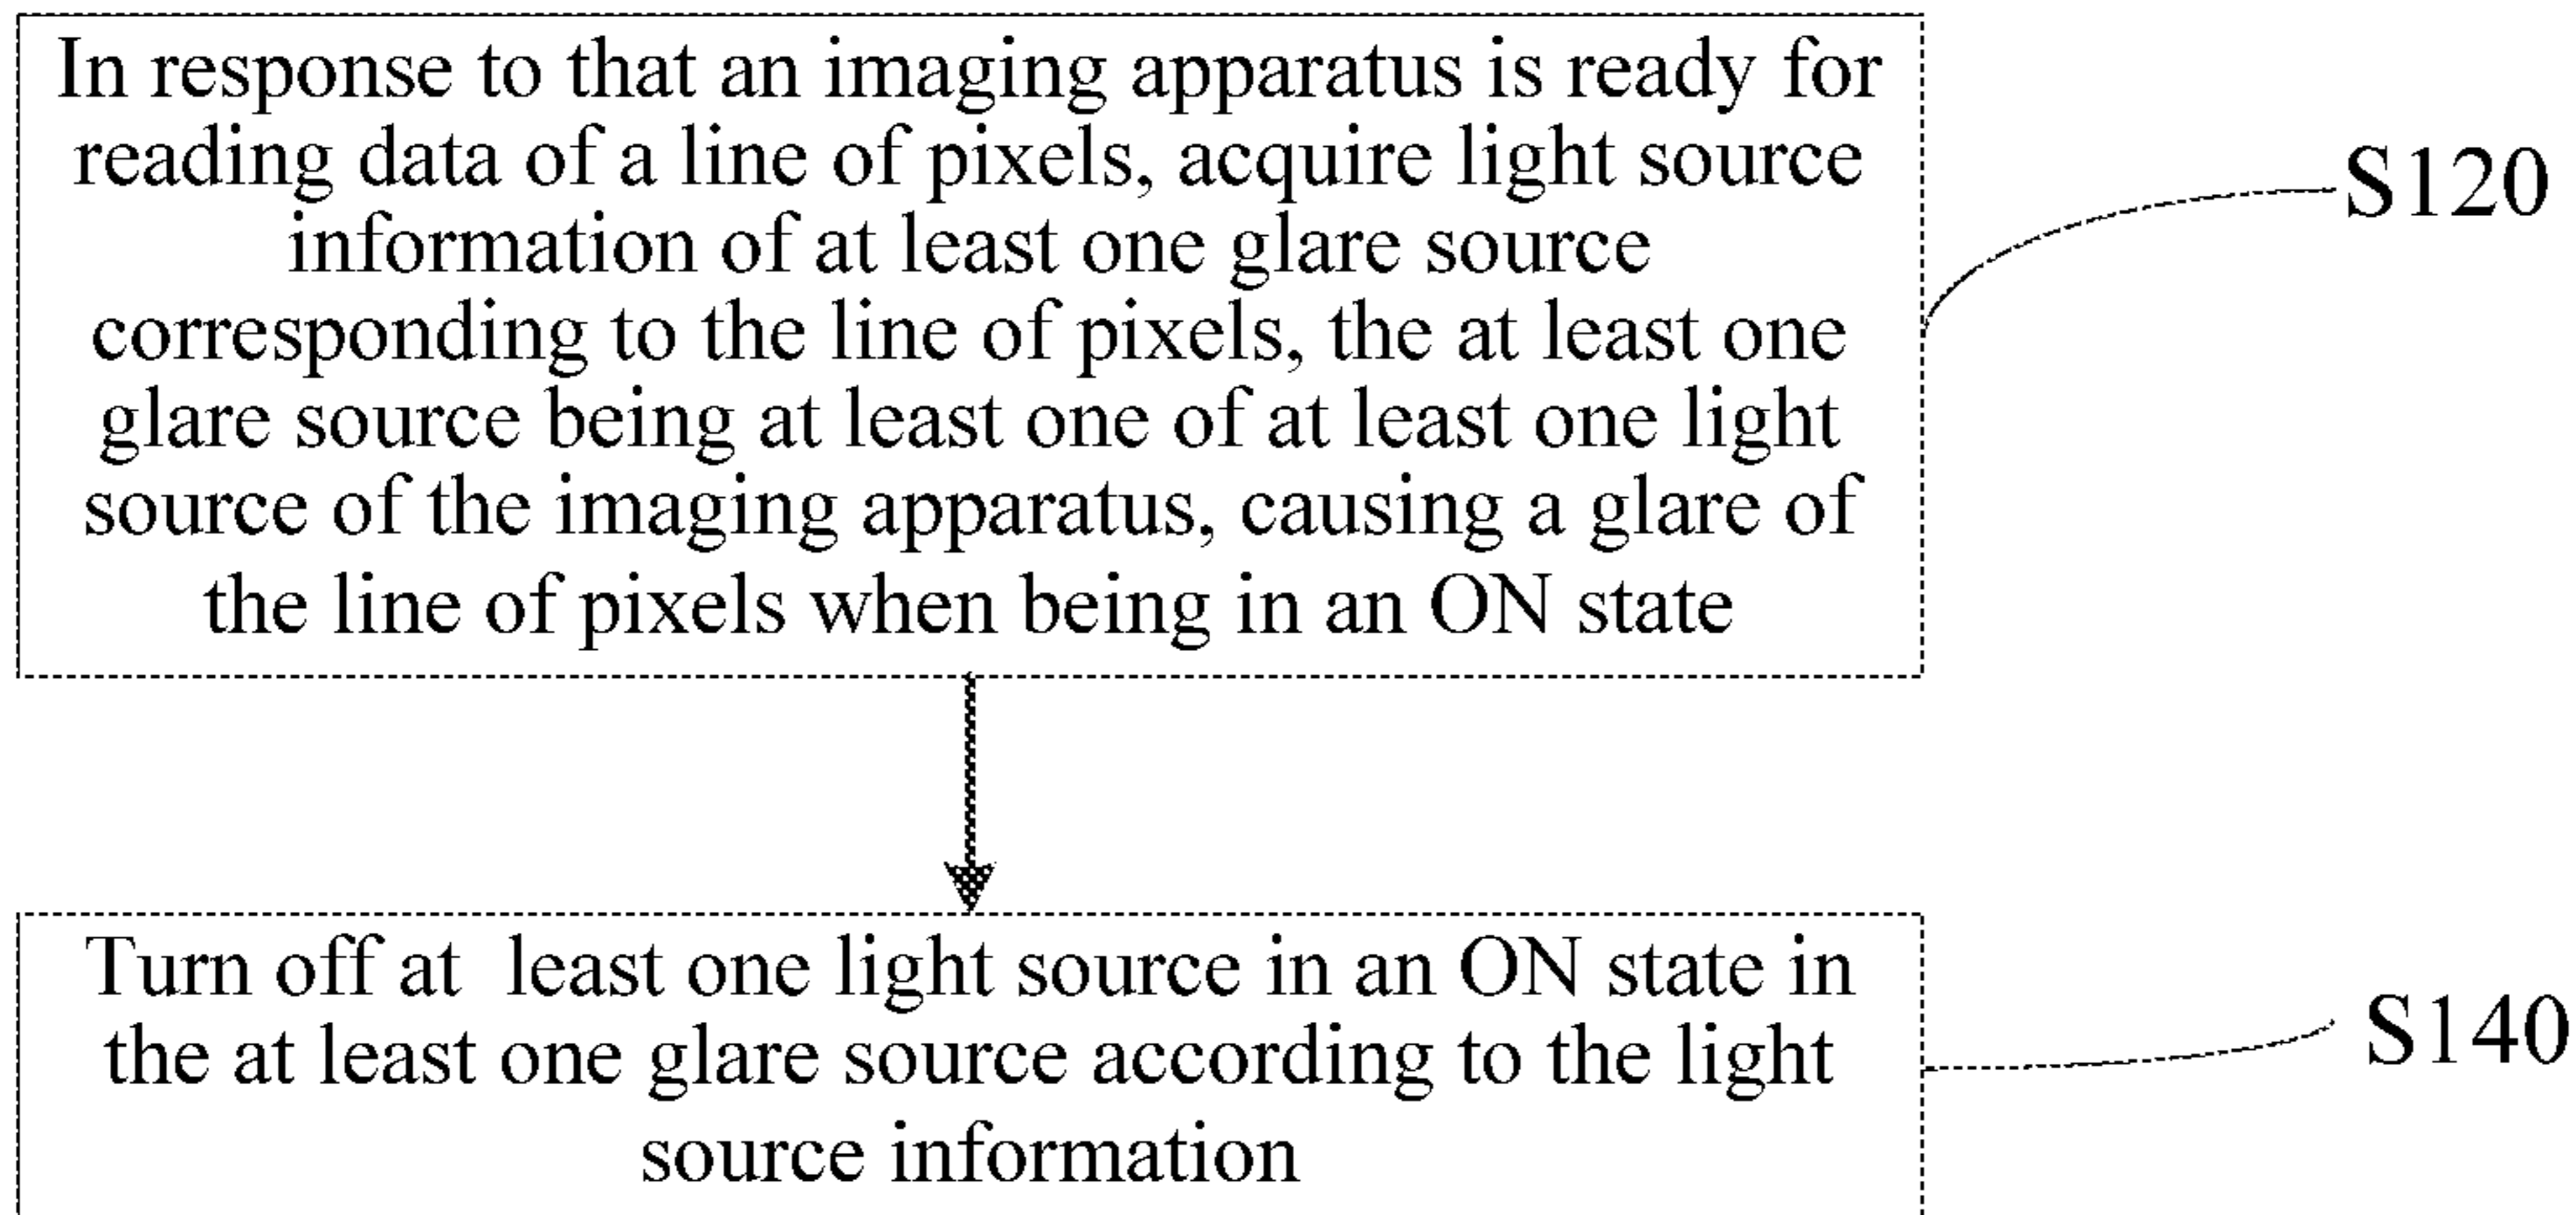 In response to that an imaging apparatus is ready for
reading data of a line of pixels, acquire light source
information of at least one glare source
corresponding to the line of pixels, the at least one
glare source being at least one of at least one light
source of the imaging apparatus, causing a glare of
the line of pixels when being in an ON state
S120
Turn off at least one light source in an ON state in
the at least one glare source according to the light
source information
S140